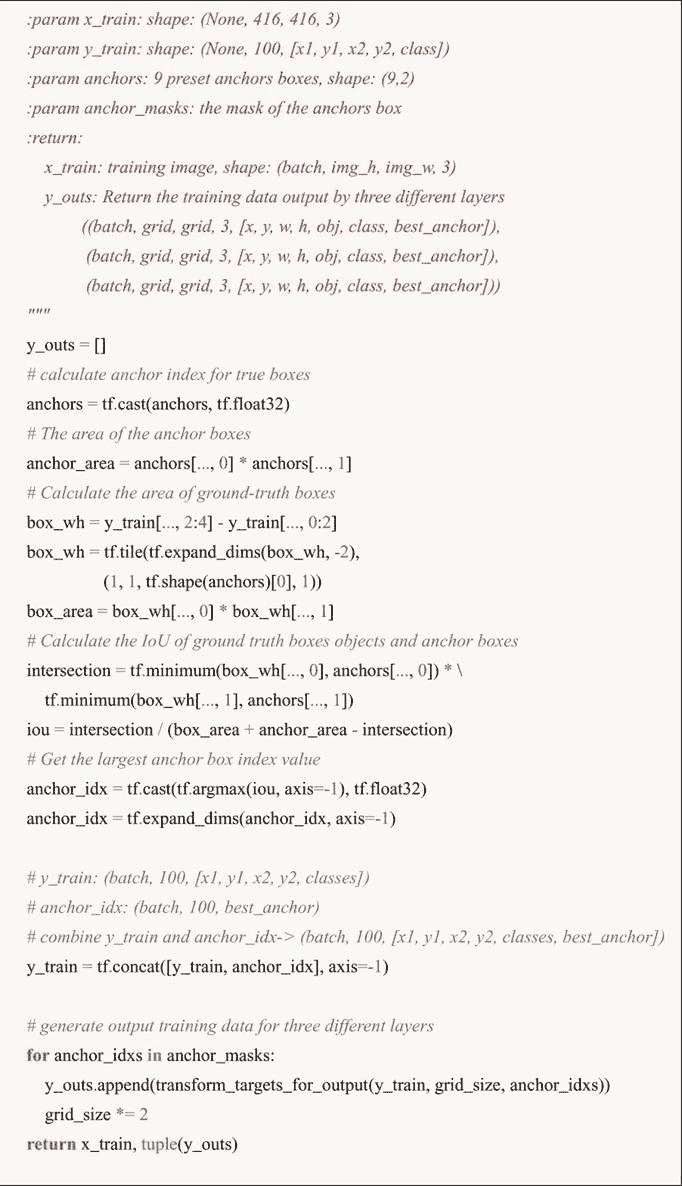 :param x_train: shape: (None, 416, 416, 3)
:param y_train: shape: (None, 100, [x1, y1, x2, y2, class])
:param anchors: 9 preset anchors boxes, shape: (9,2)
:param anchor_masks: the mask of the anchors box
:return:
    x_train: training image, shape: (batch, img_h, img_w, 3)
    y_outs: Return the training data output by three different layers
            ((batch, grid, grid, 3, [x, y, w, h, obj, class, best_anchor]),
             (batch, grid, grid, 3, [x, y, w, h, obj, class, best_anchor]),
             (batch, grid, grid, 3, [x, y, w, h, obj, class, best_anchor]))
"""
y_outs = []
# calculate anchor index for true boxes
anchors = tf.cast(anchors, tf.float32)
# The area of the anchor boxes
anchor_area = anchors[..., 0] * anchors[..., 1]
# Calculate the area of ground-truth boxes
box_wh = y_train[..., 2:4] - y_train[..., 0:2]
box_wh = tf.tile(tf.expand_dims(box_wh, -2),
                 (1, 1, tf.shape(anchors)[0], 1))
box_area = box_wh[..., 0] * box_wh[..., 1]
# Calculate the IoU of ground truth boxes objects and anchor boxes
intersection = tf.minimum(box_wh[..., 0], anchors[..., 0]) * \
    tf.minimum(box_wh[..., 1], anchors[..., 1])
iou = intersection / (box_area + anchor_area - intersection)
# Get the largest anchor box index value
anchor_idx = tf.cast(tf.argmax(iou, axis=-1), tf.float32)
anchor_idx = tf.expand_dims(anchor_idx, axis=-1)
# y_train: (batch, 100, [x1, y1, x2, y2, classes])
# anchor_idx: (batch, 100, best_anchor)
# combine y_train and anchor_idx-> (batch, 100, [x1, y1, x2, y2, classes, best_anchor])
y_train = tf.concat([y_train, anchor_idx], axis=-1)
# generate output training data for three different layers
for anchor_idxs in anchor_masks:
    y_outs.append(transform_targets_for_output(y_train, grid_size, anchor_idxs))
    grid_size *= 2
return x_train, tuple(y_outs)